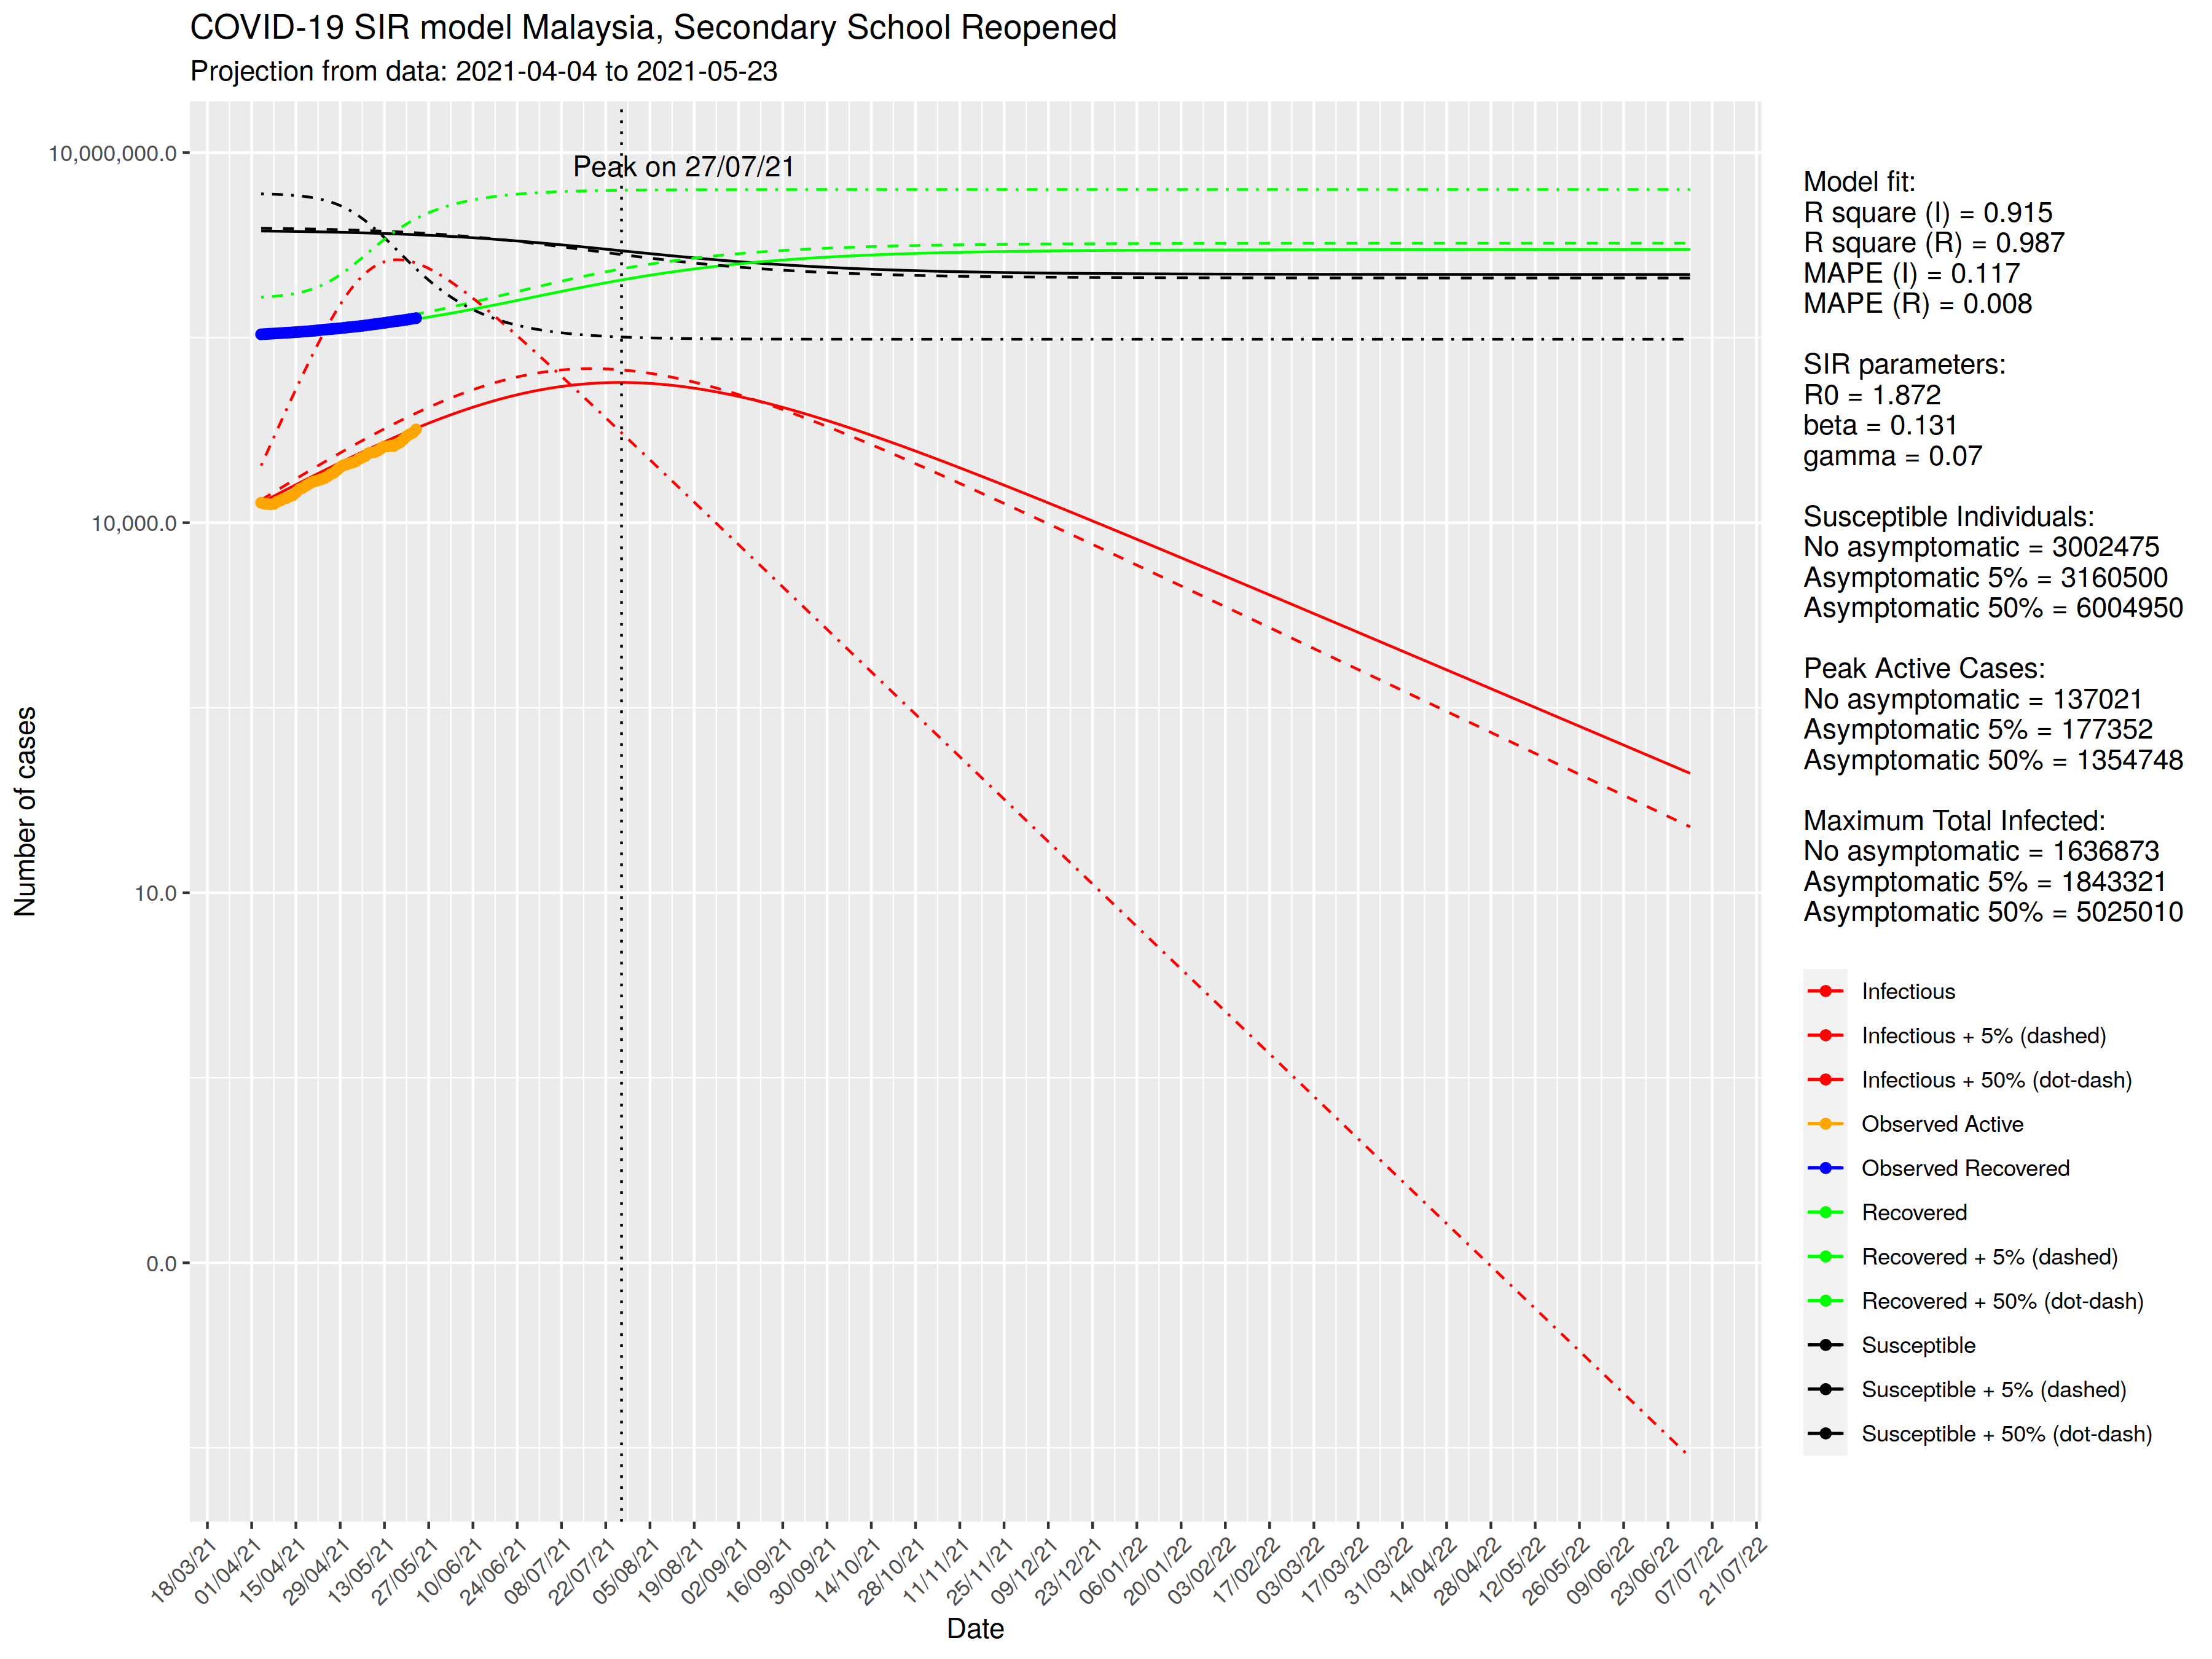 COVID-19 SIR model Malaysia, Secondary School Reopened
Projection from data: 2021-04-04 to 2021-05-23
Peak on 27/07/21
10,000,000.0
10,000.0
10.0
0.0
Number of cases
18/03/21
01/04/21
15/04/21
29/04/21
13/05/21
27/05/21
10/06/21
24/06/21
08/07/21
22/07/21
05/08/21
19/08/21
02/09/21
16/09/21
30/09/21
14/10/21
28/10/21
11/11/21
25/11/21
09/12/21
23/12/21
06/01/22
20/01/22
03/02/22
17/02/22
03/03/22
17/03/22
31/03/22
14/04/22
28/04/22
12/05/22
26/05/22
09/06/22
23/06/22
07/07/22
21/07/22
Date
Model fit:
R square (I) = 0.915
R square (R) = 0.987
MAPE (I) = 0.117
MAPE (R) = 0.008
SIR parameters:
R0 = 1.872
beta = 0.131
gamma = 0.07
Susceptible Individuals:
No asymptomatic = 3002475
Asymptomatic 5% = 3160500
Asymptomatic 50% = 6004950
Peak Active Cases:
No asymptomatic = 137021
Asymptomatic 5% = 177352
Asymptomatic 50% = 1354748
Maximum Total Infected:
No asymptomatic = 1636873
Asymptomatic 5% = 1843321
Asymptomatic 50% = 5025010
Infectious
Infectious + 5% (dashed)
Infectious + 50% (dot-dash)
Observed Active
Observed Recovered
Recovered
Recovered + 5% (dashed)
Recovered + 50% (dot-dash)
Susceptible
Susceptible + 5% (dashed)
Susceptible + 50% (dot-dash)